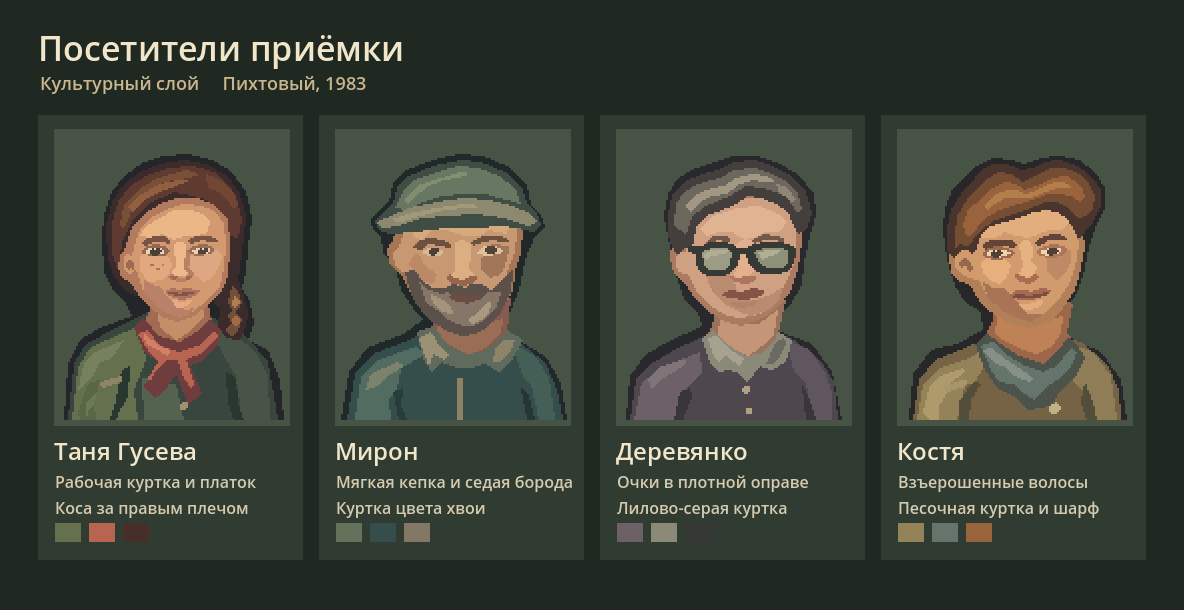 Посетители приёмки
Культурный слой Пихтовый, 1983
Таня Гусева
Рабочая куртка и платок
Коса за правым плечом
Мирон
Мягкая кепка и седая борода
Куртка цвета хвои
Деревянко
Очки в плотной оправе
Лилово-серая куртка
Костя
Взъерошенные волосы
Песочная куртка и шарф